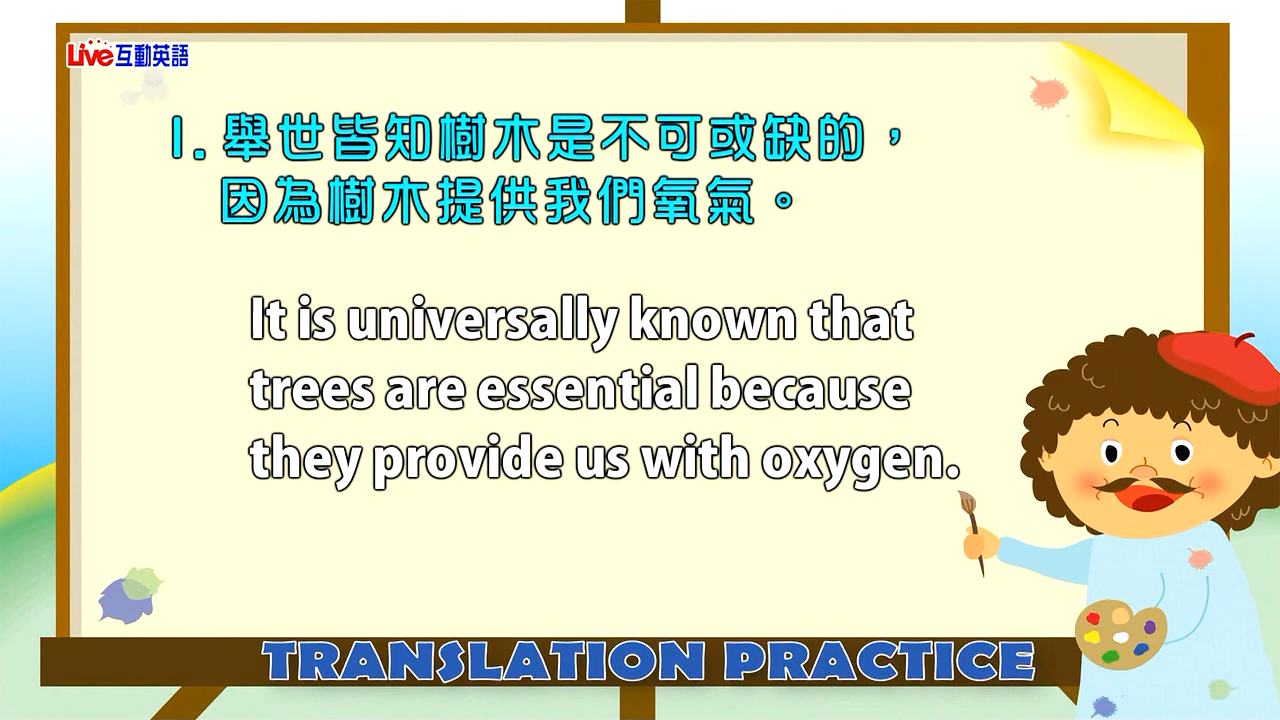 Live互動英語
1. 舉世皆知樹木是不可或缺的，
因為樹木提供我們氧氣。
It is universally known that
trees are essential because
they provide us with oxygen.
TRANSLATION PRACTICE